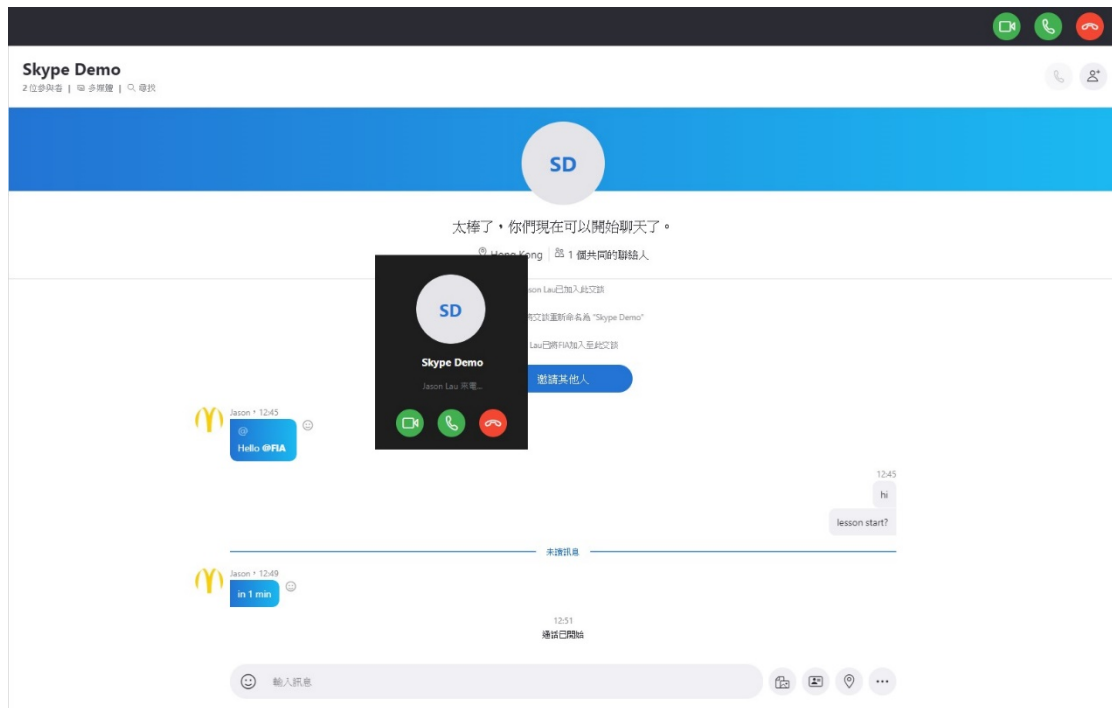 Skype Demo
2 位參與者 | 多媒體 | 尋找
SD
太棒了,你們現在可以開始聊天了。
Hong Kong | 1 個共同的聯絡人
son Lau已加入此交談
交談重新命名為 "Skype Demo"
Lau已將FIA加入至此交談
邀請其他人
SD
Skype Demo
Jason Lau 來電...
Jason, 12:45
@
Hello @FIA
12:45
hi
lesson start?
未讀訊息
Jason, 12:49
in 1 min
12:51
通話已開始
輸入訊息